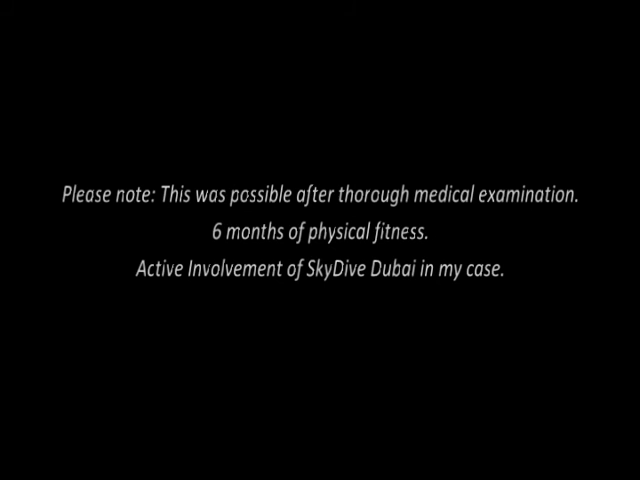 Please note: This was possible after thorough medical examination.
6 months of physical fitness.
Active Involvement of SkyDive Dubai in my case.